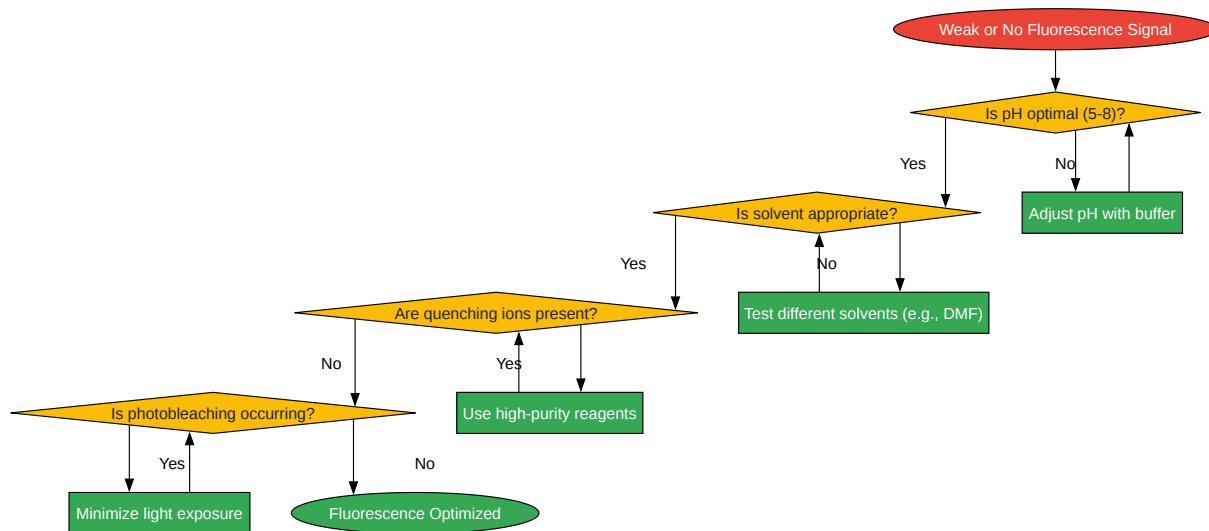 Weak or No Fluorescence Signal
Is pH optimal (5-8)?
Yes
No
Is solvent appropriate?
Adjust pH with buffer
Yes
No
Are quenching ions present?
Test different solvents (e.g., DMF)
No
Yes
Is photobleaching occurring?
Use high-purity reagents
Yes
No
Minimize light exposure
Fluorescence Optimized